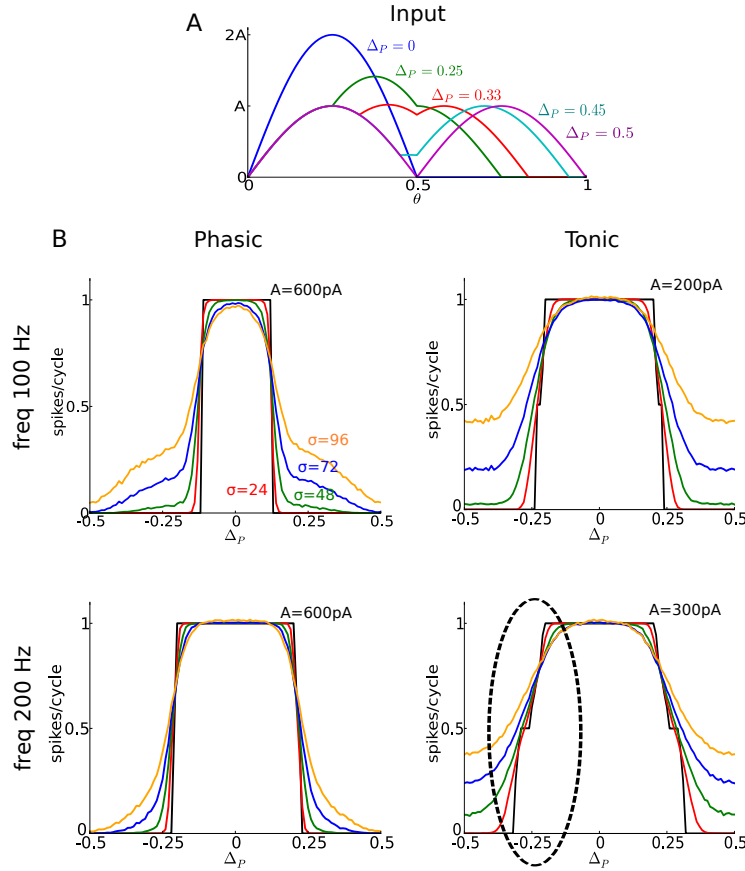 Input
A
2A
A
0
0
0.5
1
θ
Δ_P = 0
Δ_P = 0.25
Δ_P = 0.33
Δ_P = 0.45
Δ_P = 0.5
B
Phasic
Tonic
freq 100 Hz
spikes/cycle
1
0.5
0
-0.5
-0.25
0
0.25
0.5
Δ_P
A=600pA
σ=96
σ=72
σ=24
σ=48
spikes/cycle
1
0.5
0
-0.5
-0.25
0
0.25
0.5
Δ_P
A=200pA
freq 200 Hz
spikes/cycle
1
0.5
0
-0.5
-0.25
0
0.25
0.5
Δ_P
A=600pA
spikes/cycle
1
0.5
0
-0.5
-0.25
0
0.25
0.5
Δ_P
A=300pA